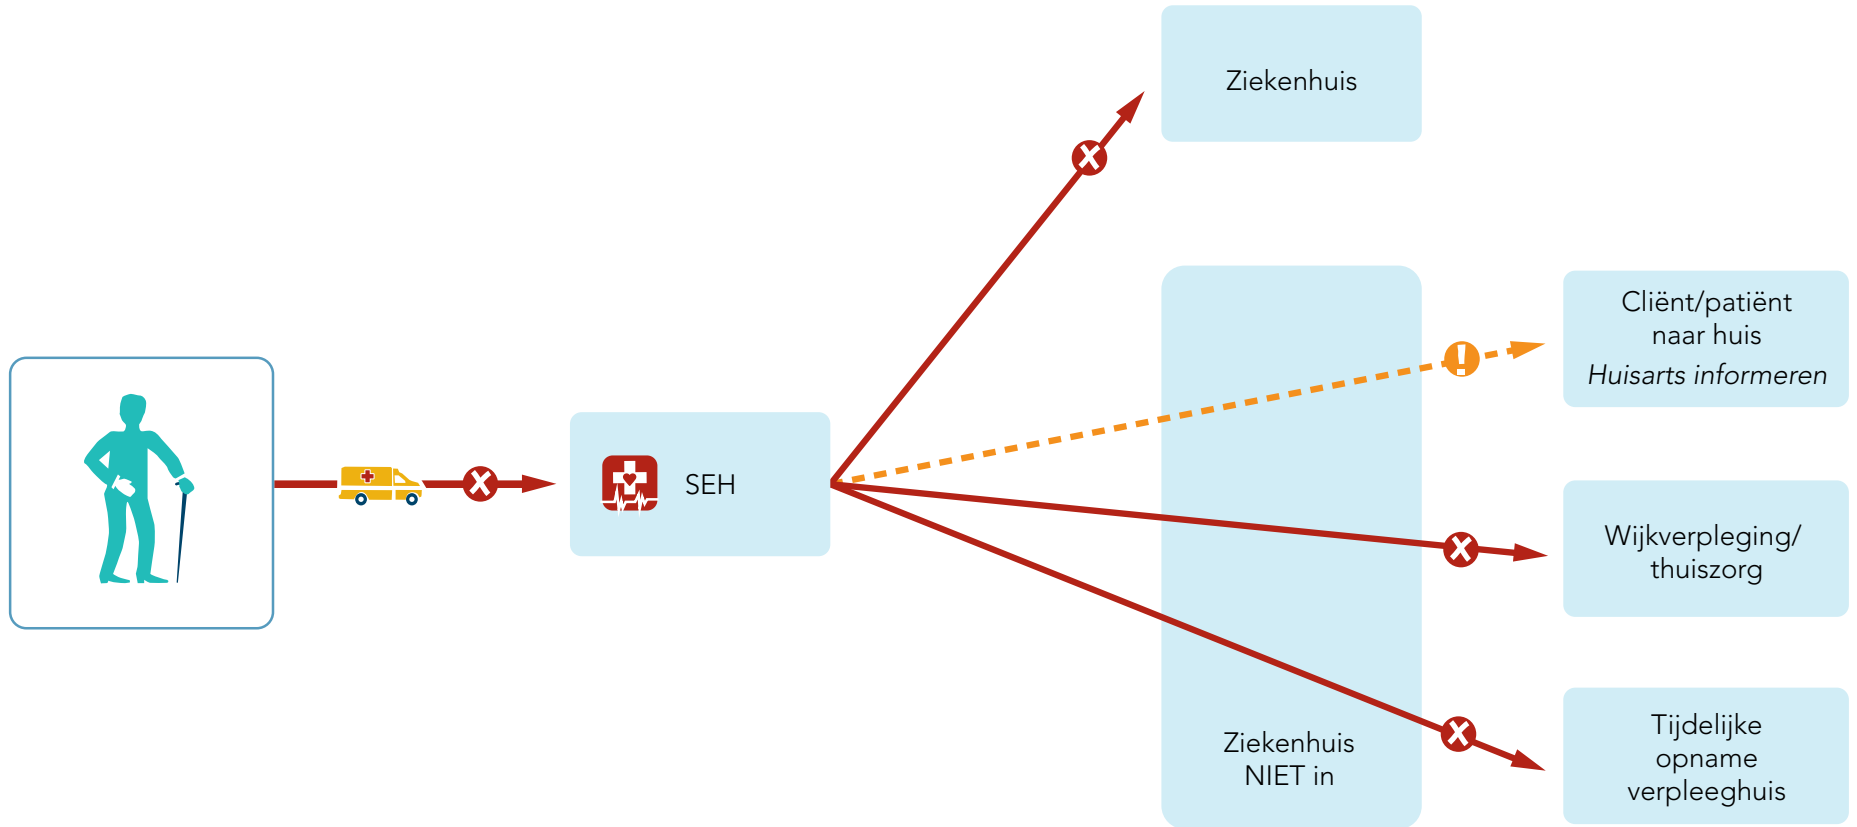 Ziekenhuis
SEH
Ziekenhuis
NIET in
Cliënt/patiënt
naar huis
Huisarts informeren
Wijkverpleging/
thuiszorg
Tijdelijke
opname
verpleeghuis